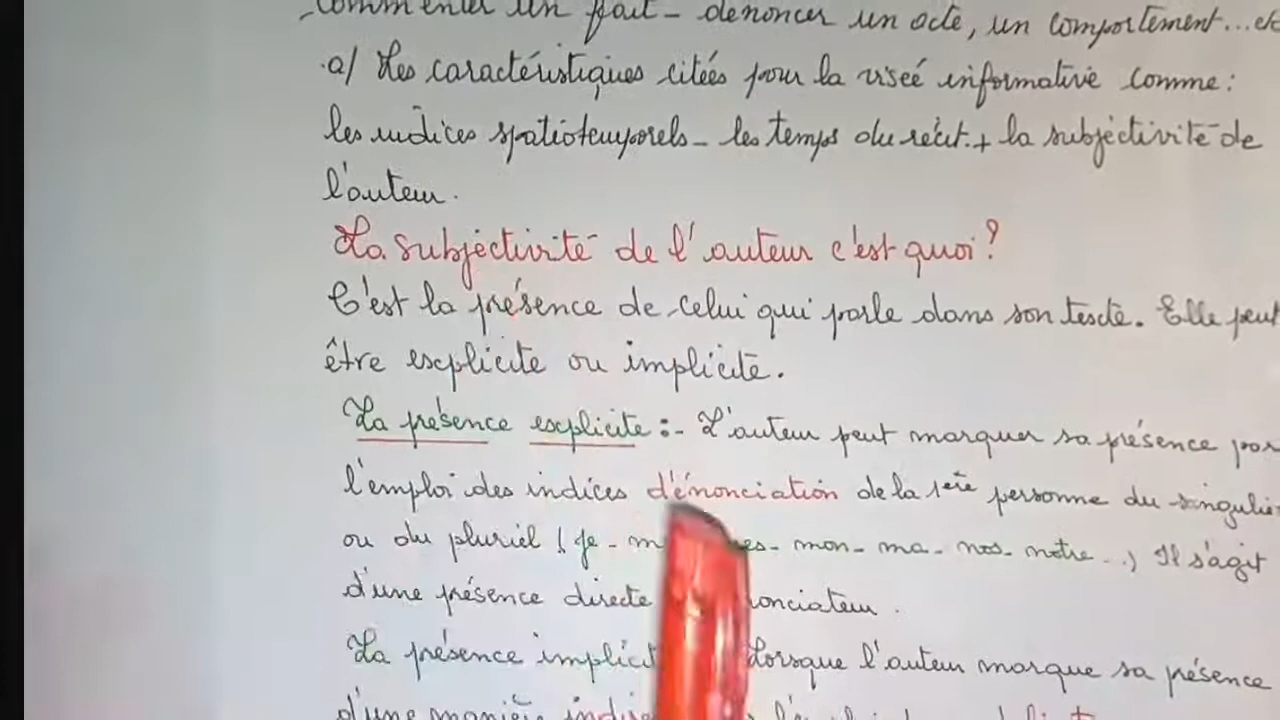 commenter un fait - dénoncer un acte, un comportement...etc
a/ Les caractéristiques citées pour la visée informative comme:
les indices spatiotemporels - les temps du récit + la subjectivité de
l'auteur.
La subjectivité de l'auteur c'est quoi?
C'est la présence de celui qui parle dans son texte. Elle peut
être explicite ou implicite.
La présence explicite :- L'auteur peut marquer sa présence par
l'emploi des indices d'énonciation de la 1ère personne du singulier
ou du pluriel ( Je - mon - ma - nos - notre ...) Il s'agit
d'une présence directe
La présence Lorsque l'auteur marque sa présence
d'une manière